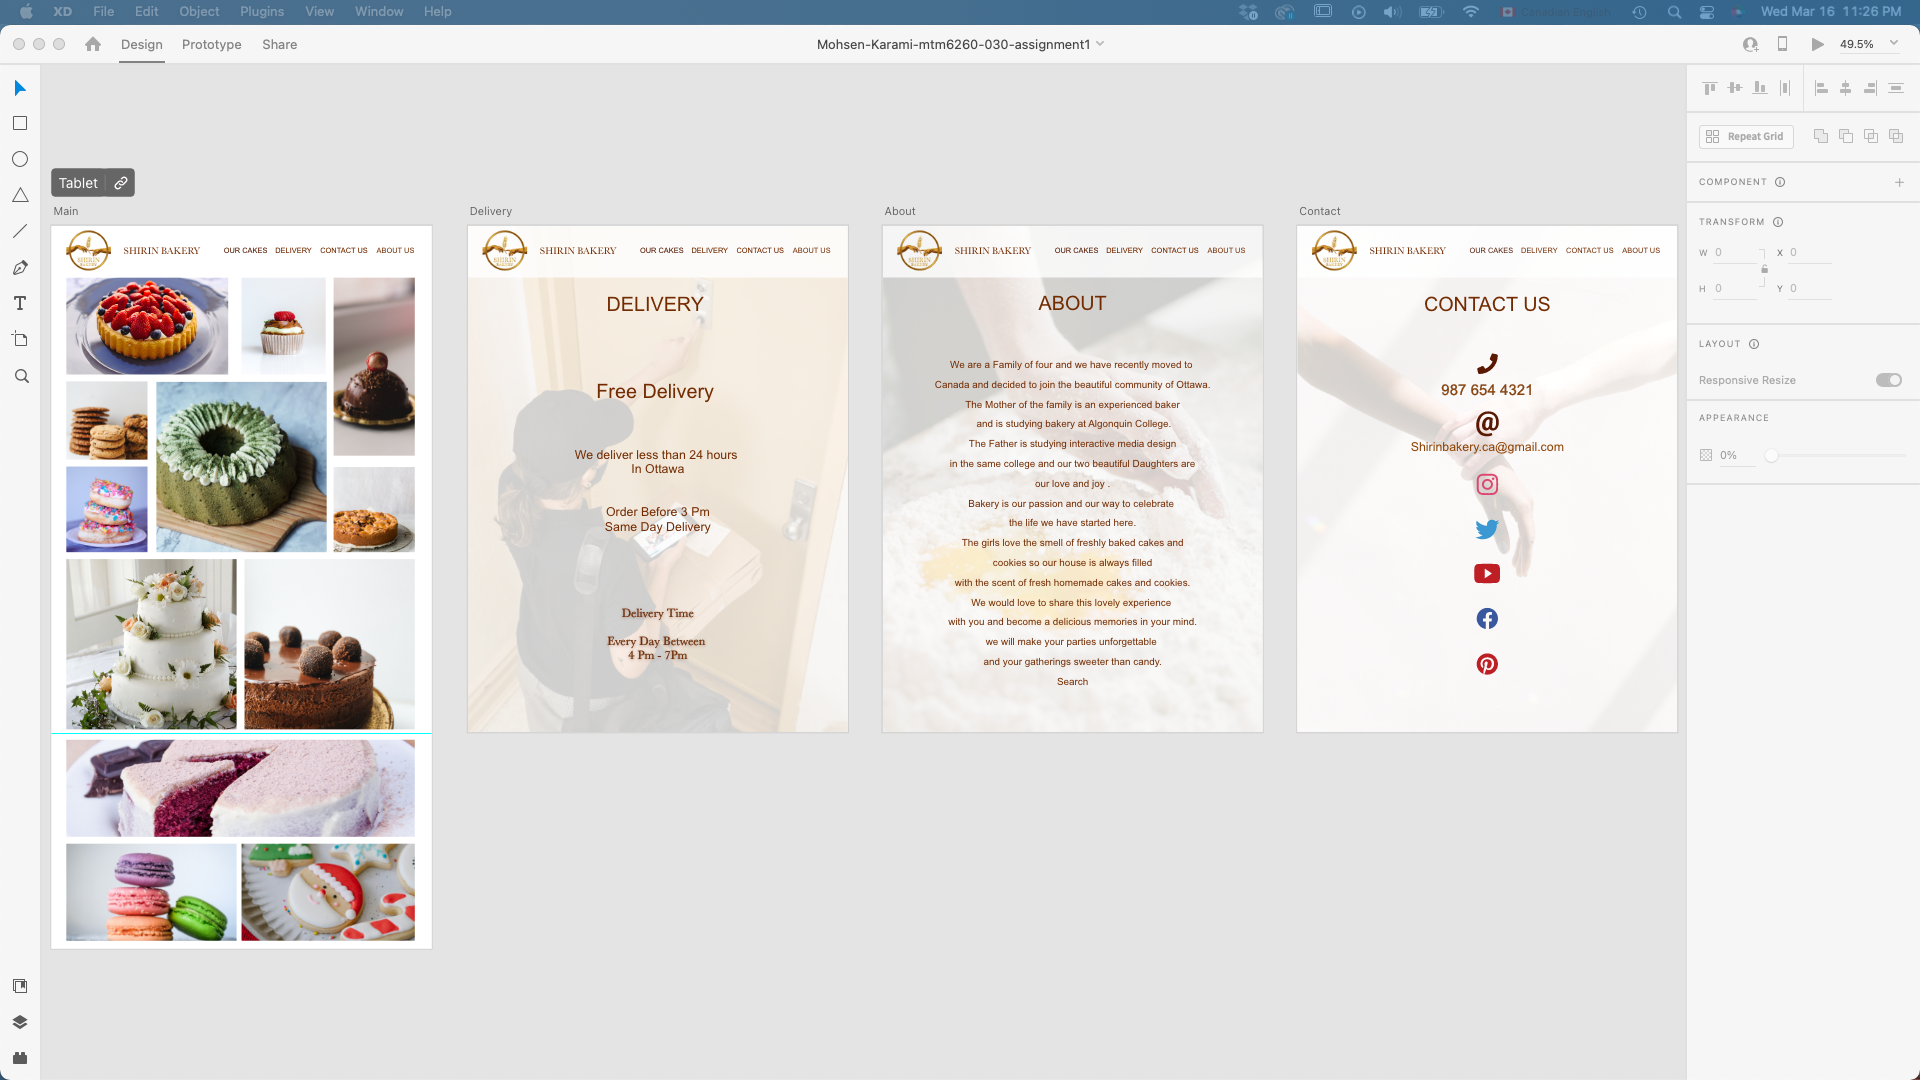 XD File Edit Object Plugins View Window Help
Canadian English
Wed Mar 16 11:26 PM
Design Prototype Share
Mohsen-Karami-mtm6260-030-assignment1
49.5%
Repeat Grid
COMPONENT
TRANSFORM
W 0 X 0
H 0 Y 0
LAYOUT
Responsive Resize
APPEARANCE
0%
Tablet
Main
SHIRIN BAKERY OUR CAKES DELIVERY CONTACT US ABOUT US
Delivery
SHIRIN
BAKERY
SHIRIN BAKERY OUR CAKES DELIVERY CONTACT US ABOUT US
DELIVERY
Free Delivery
We deliver less than 24 hours
In Ottawa
Order Before 3 Pm
Same Day Delivery
Delivery Time
Every Day Between
4 Pm - 7Pm
About
SHIRIN
BAKERY
SHIRIN BAKERY OUR CAKES DELIVERY CONTACT US ABOUT US
ABOUT
We are a Family of four and we have recently moved to
Canada and decided to join the beautiful community of Ottawa.
The Mother of the family is an experienced baker
and is studying bakery at Algonquin College.
The Father is studying interactive media design
in the same college and our two beautiful Daughters are
our love and joy .
Bakery is our passion and our way to celebrate
the life we have started here.
The girls love the smell of freshly baked cakes and
cookies so our house is always filled
with the scent of fresh homemade cakes and cookies.
We would love to share this lovely experience
with you and become a delicious memories in your mind.
we will make your parties unforgettable
and your gatherings sweeter than candy.
Search
Contact
SHIRIN
BAKERY
SHIRIN BAKERY OUR CAKES DELIVERY CONTACT US ABOUT US
CONTACT US
987 654 4321
@
Shirinbakery.ca@gmail.com